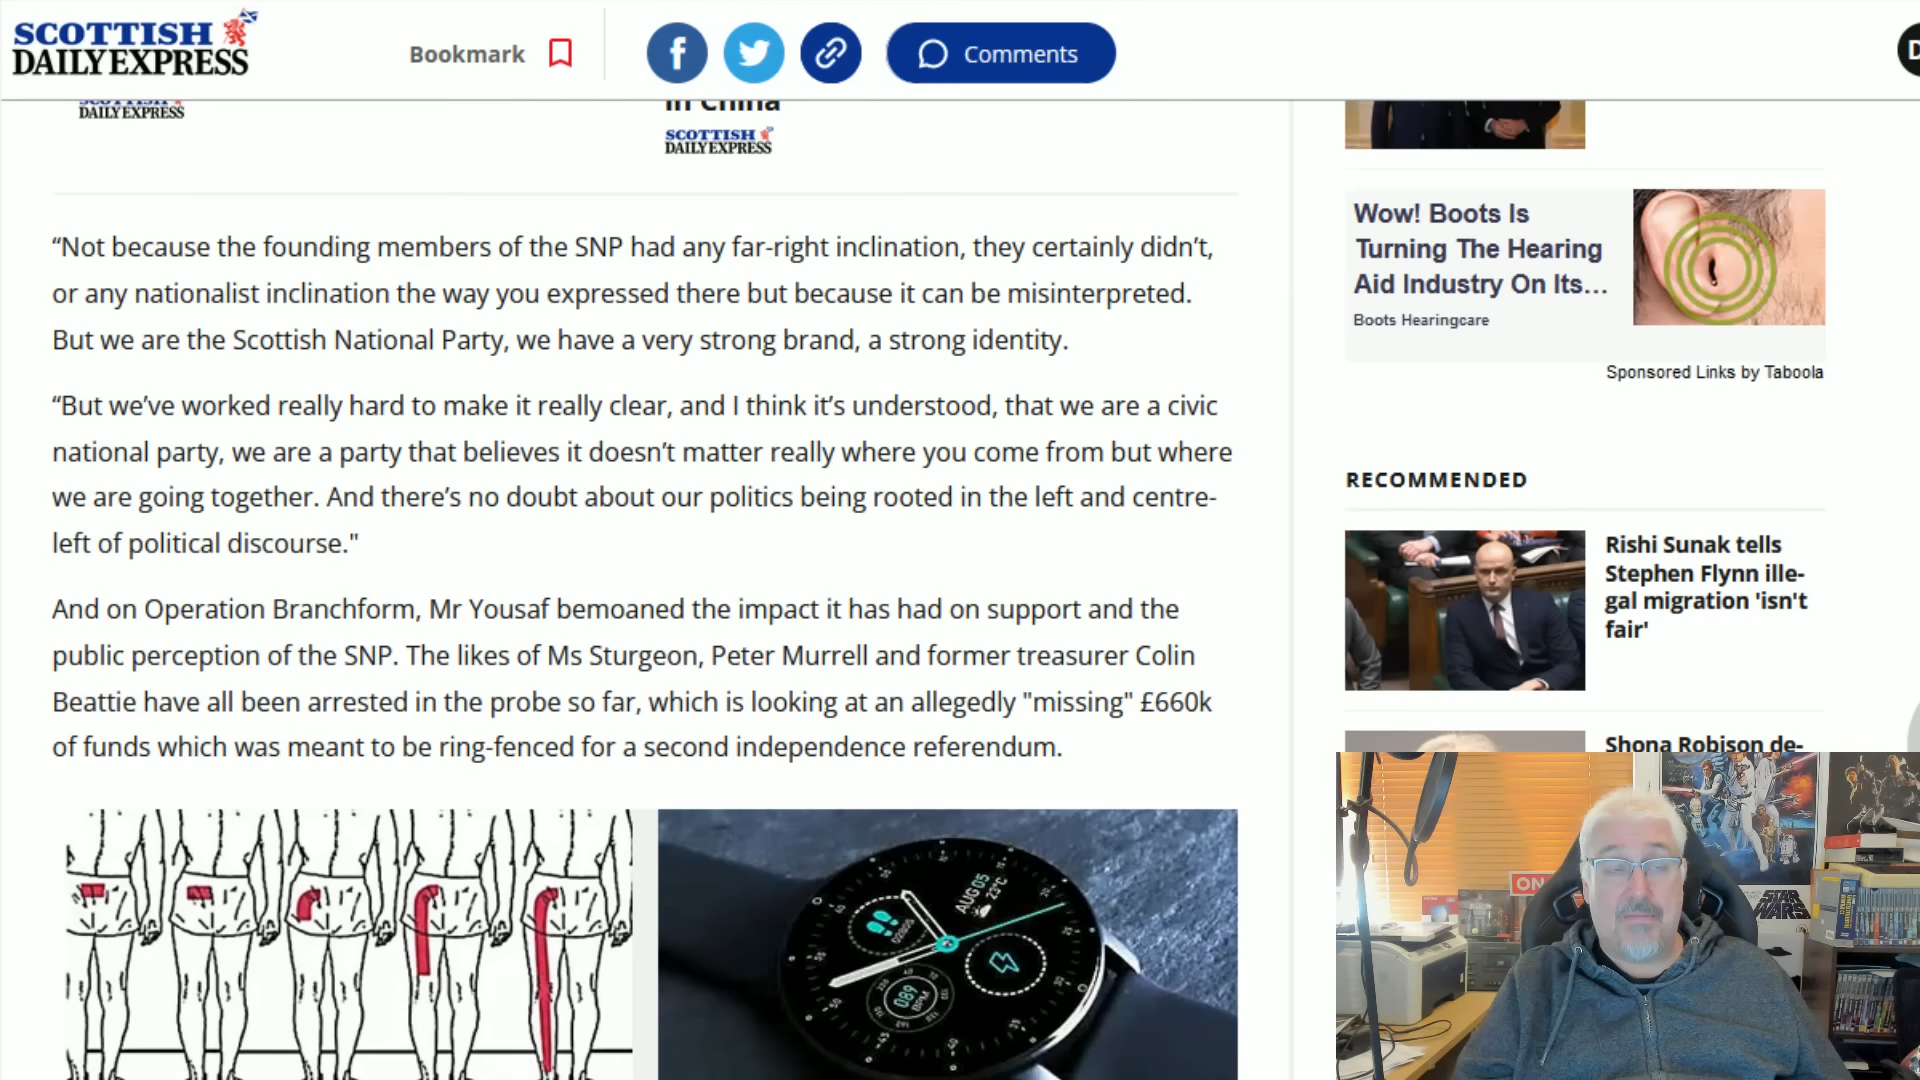 SCOTTISH
DAILY EXPRESS
Bookmark
Comments
D
SCOTTISH
DAILY EXPRESS
in China
SCOTTISH
DAILY EXPRESS
“Not because the founding members of the SNP had any far-right inclination, they certainly didn’t,
or any nationalist inclination the way you expressed there but because it can be misinterpreted.
But we are the Scottish National Party, we have a very strong brand, a strong identity.
“But we’ve worked really hard to make it really clear, and I think it’s understood, that we are a civic
national party, we are a party that believes it doesn’t matter really where you come from but where
we are going together. And there’s no doubt about our politics being rooted in the left and centre-
left of political discourse."
And on Operation Branchform, Mr Yousaf bemoaned the impact it has had on support and the
public perception of the SNP. The likes of Ms Sturgeon, Peter Murrell and former treasurer Colin
Beattie have all been arrested in the probe so far, which is looking at an allegedly "missing" £660k
of funds which was meant to be ring-fenced for a second independence referendum.
AUG 05
23°C
089
BPM
Wow! Boots Is
Turning The Hearing
Aid Industry On Its...
Boots Hearingcare
Sponsored Links by Taboola
RECOMMENDED
Rishi Sunak tells
Stephen Flynn ille-
gal migration 'isn't
fair'
Shona Robison de-
ON
STAR
WARS